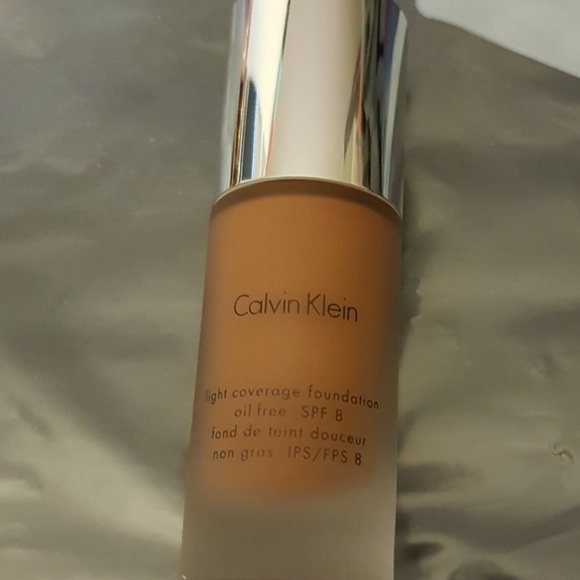 Calvin Klein
light coverage foundation
oil-free SPF 8
fond de teint douceur
non gras IPS/FPS 8